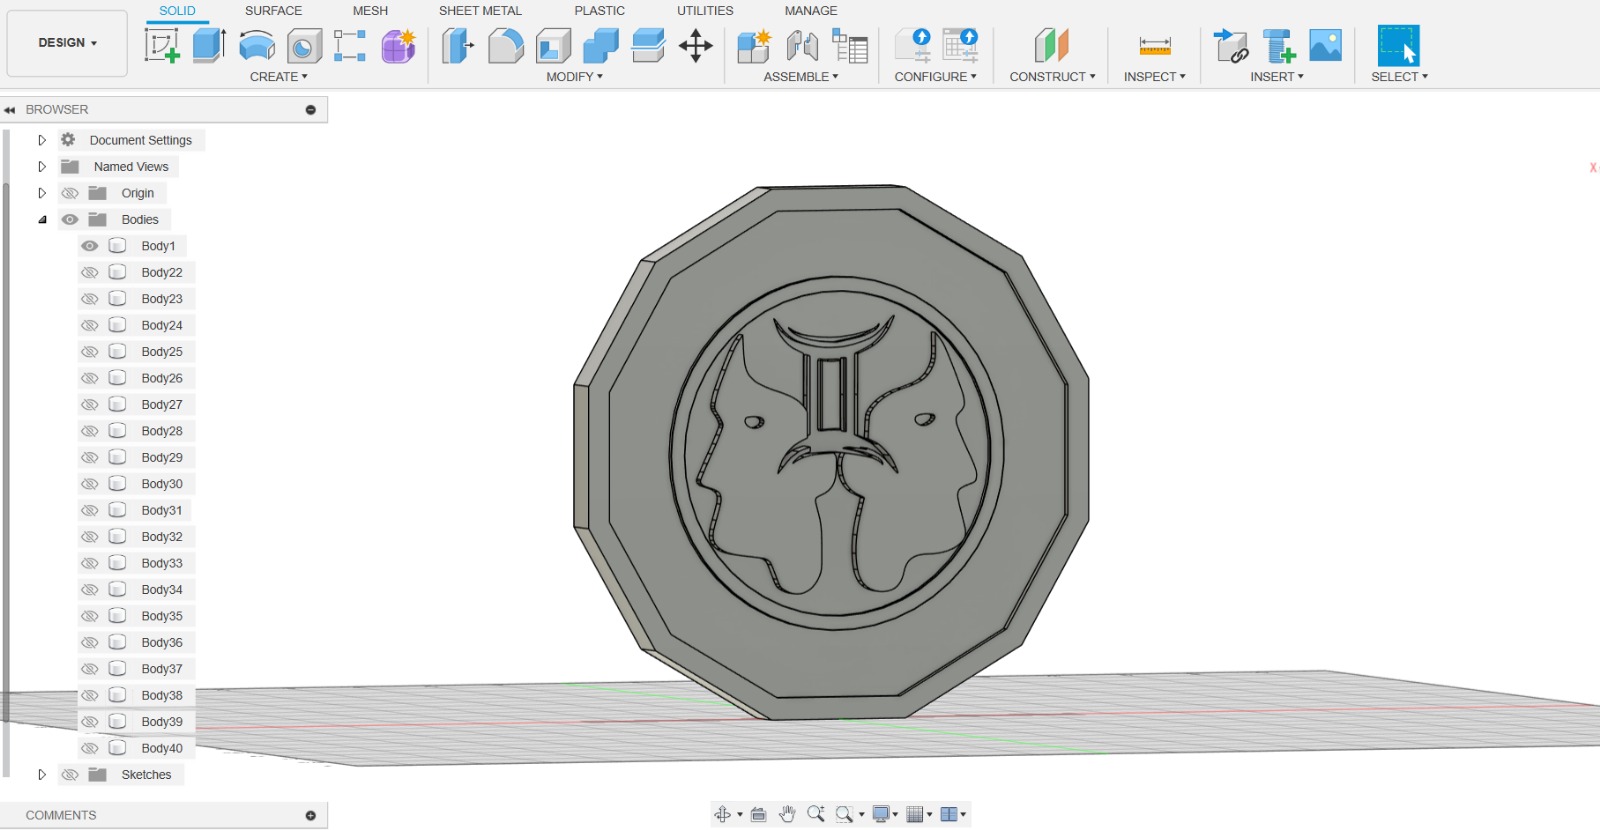 SOLID SURFACE MESH SHEET METAL PLASTIC UTILITIES MANAGE
DESIGN
CREATE MODIFY ASSEMBLE CONFIGURE CONSTRUCT INSPECT INSERT SELECT
BROWSER
Document Settings
Named Views
Origin
Bodies
Body1
Body22
Body23
Body24
Body25
Body26
Body27
Body28
Body29
Body30
Body31
Body32
Body33
Body34
Body35
Body36
Body37
Body38
Body39
Body40
Sketches
COMMENTS
X